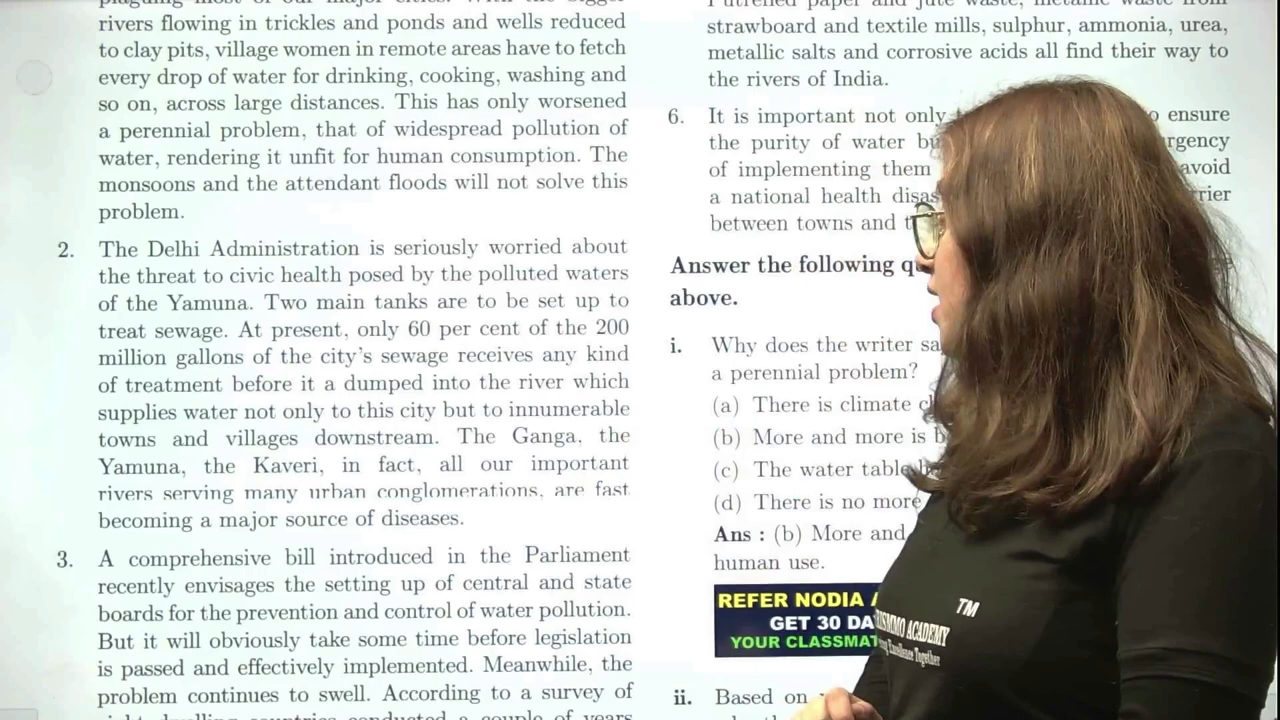 rivers flowing in trickles and ponds and wells reduced
to clay pits, village women in remote areas have to fetch
every drop of water for drinking, cooking, washing and
so on, across large distances. This has only worsened
a perennial problem, that of widespread pollution of
water, rendering it unfit for human consumption. The
monsoons and the attendant floods will not solve this
problem.
2. The Delhi Administration is seriously worried about
the threat to civic health posed by the polluted waters
of the Yamuna. Two main tanks are to be set up to
treat sewage. At present, only 60 per cent of the 200
million gallons of the city's sewage receives any kind
of treatment before it a dumped into the river which
supplies water not only to this city but to innumerable
towns and villages downstream. The Ganga, the
Yamuna, the Kaveri, in fact, all our important
rivers serving many urban conglomerations, are fast
becoming a major source of diseases.
3. A comprehensive bill introduced in the Parliament
recently envisages the setting up of central and state
boards for the prevention and control of water pollution.
But it will obviously take some time before legislation
is passed and effectively implemented. Meanwhile, the
problem continues to swell. According to a survey of
strawboard and textile mills, sulphur, ammonia, urea,
metallic salts and corrosive acids all find their way to
the rivers of India.
6. It is important not only ensure
the purity of water
of implementing them avoid
a national health
between towns and
Answer the following
above.
i. Why does the writer
a perennial problem?
(a) There is climate
(b) More and more is
(c) The water table
(d) There is no more
Ans : (b) More and
human use.
REFER NODIA
GET 30
YOUR
ii. Based on
TM
ACADEMY
Together